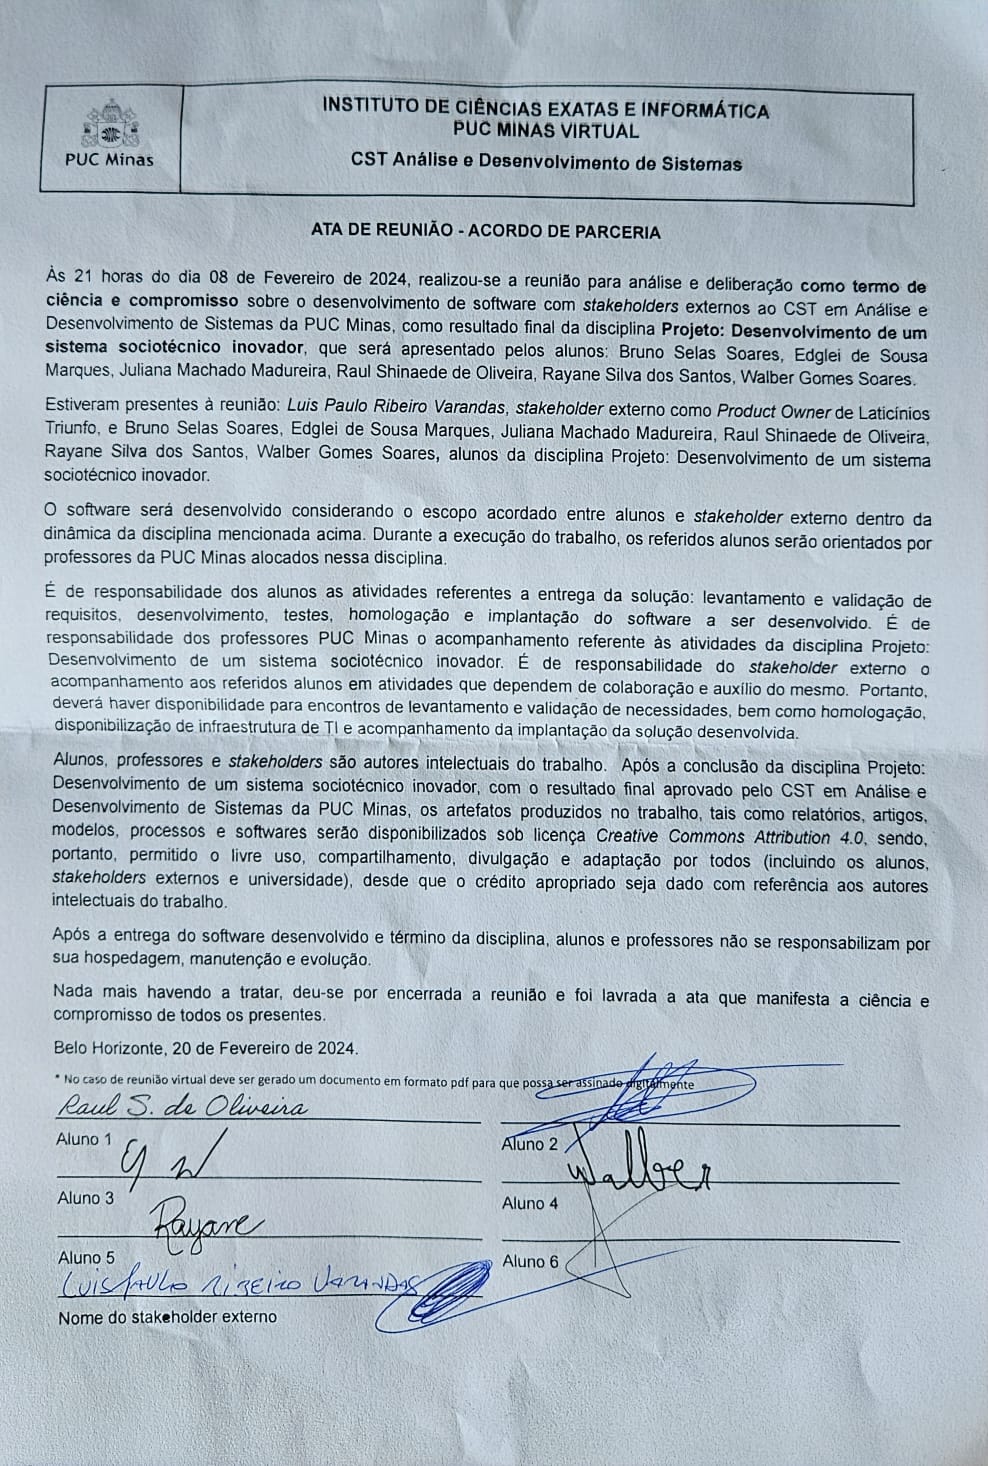 PUC Minas
INSTITUTO DE CIÊNCIAS EXATAS E INFORMÁTICA
PUC MINAS VIRTUAL
CST Análise e Desenvolvimento de Sistemas
ATA DE REUNIÃO - ACORDO DE PARCERIA
Às 21 horas do dia 08 de Fevereiro de 2024, realizou-se a reunião para análise e deliberação como termo de
ciência e compromisso sobre o desenvolvimento de software com stakeholders externos ao CST em Análise e
Desenvolvimento de Sistemas da PUC Minas, como resultado final da disciplina Projeto: Desenvolvimento de um
sistema sociotécnico inovador, que será apresentado pelos alunos: Bruno Selas Soares, Edglei de Sousa
Marques, Juliana Machado Madureira, Raul Shinaede de Oliveira, Rayane Silva dos Santos, Walber Gomes Soares.
Estiveram presentes à reunião: Luis Paulo Ribeiro Varandas, stakeholder externo como Product Owner de Laticínios
Triunfo, e Bruno Selas Soares, Edglei de Sousa Marques, Juliana Machado Madureira, Raul Shinaede de Oliveira,
Rayane Silva dos Santos, Walber Gomes Soares, alunos da disciplina Projeto: Desenvolvimento de um sistema
sociotécnico inovador.
O software será desenvolvido considerando o escopo acordado entre alunos e stakeholder externo dentro da
dinâmica da disciplina mencionada acima. Durante a execução do trabalho, os referidos alunos serão orientados por
professores da PUC Minas alocados nessa disciplina.
É de responsabilidade dos alunos as atividades referentes a entrega da solução: levantamento e validação de
requisitos, desenvolvimento, testes, homologação e implantação do software a ser desenvolvido. É de
responsabilidade dos professores PUC Minas o acompanhamento referente às atividades da disciplina Projeto:
Desenvolvimento de um sistema sociotécnico inovador. É de responsabilidade do stakeholder externo o
acompanhamento aos referidos alunos em atividades que dependem de colaboração e auxílio do mesmo. Portanto,
deverá haver disponibilidade para encontros de levantamento e validação de necessidades, bem como homologação,
disponibilização de infraestrutura de TI e acompanhamento da implantação da solução desenvolvida.
Alunos, professores e stakeholders são autores intelectuais do trabalho. Após a conclusão da disciplina Projeto:
Desenvolvimento de um sistema sociotécnico inovador, com o resultado final aprovado pelo CST em Análise e
Desenvolvimento de Sistemas da PUC Minas, os artefatos produzidos no trabalho, tais como relatórios, artigos,
modelos, processos e softwares serão disponibilizados sob licença Creative Commons Attribution 4.0, sendo,
portanto, permitido o livre uso, compartilhamento, divulgação e adaptação por todos (incluindo os alunos,
stakeholders externos e universidade), desde que o crédito apropriado seja dado com referência aos autores
intelectuais do trabalho.
Após a entrega do software desenvolvido e término da disciplina, alunos e professores não se responsabilizam por
sua hospedagem, manutenção e evolução.
Nada mais havendo a tratar, deu-se por encerrada a reunião e foi lavrada a ata que manifesta a ciência e
compromisso de todos os presentes.
Belo Horizonte, 20 de Fevereiro de 2024.
* No caso de reunião virtual deve ser gerado um documento em formato pdf para que possa ser assinado digitalmente
Raul S. de Oliveira
Aluno 1
Aluno 2
Walber
Aluno 3
Aluno 4
Rayane
Aluno 5
Aluno 6
LUIS PAULO RIBEIRO VARANDAS
Nome do stakeholder externo